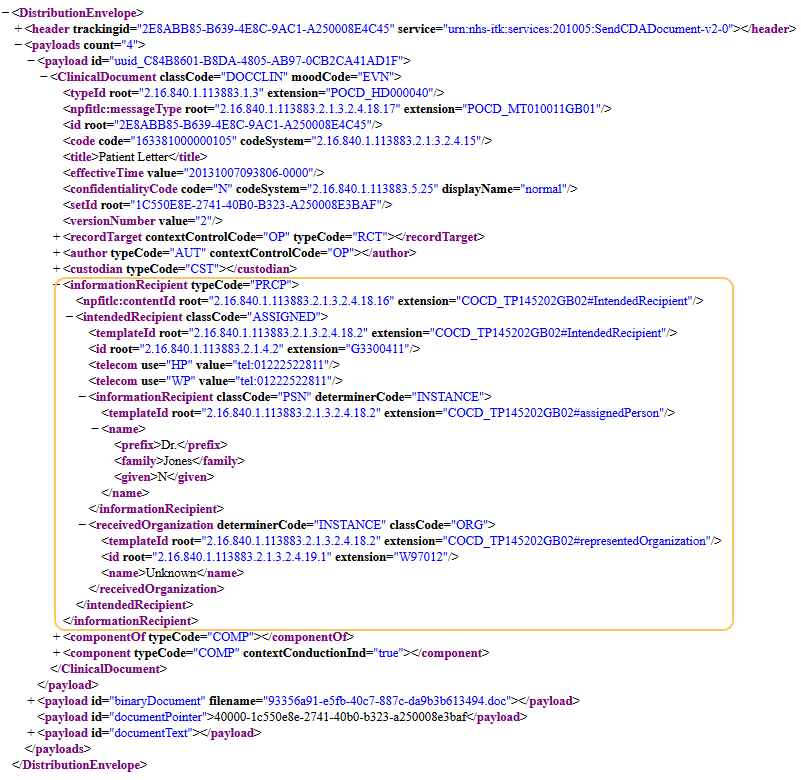 −<DistributionEnvelope>
+<header trackingid="2E8ABB85-B639-4E8C-9AC1-A250008E4C45" service="urn:nhs-itk:services:201005:SendCDADocument-v2-0"></header>
−<payloads count="4">
−<payload id="uuid_C84B8601-B8DA-4805-AB97-0CB2CA41AD1F">
−<ClinicalDocument classCode="DOCCLIN" moodCode="EVN">
<typeId root="2.16.840.1.113883.1.3" extension="POCD_HD000040"/>
<npfitlc:messageType root="2.16.840.1.113883.2.1.3.2.4.18.17" extension="POCD_MT010011GB01"/>
<id root="2E8ABB85-B639-4E8C-9AC1-A250008E4C45"/>
<code code="163381000000105" codeSystem="2.16.840.1.113883.2.1.3.2.4.15"/>
<title>Patient Letter</title>
<effectiveTime value="20131007093806-0000"/>
<confidentialityCode code="N" codeSystem="2.16.840.1.113883.5.25" displayName="normal"/>
<setId root="1C550E8E-2741-40B0-B323-A250008E3BAF"/>
<versionNumber value="2"/>
+<recordTarget contextControlCode="OP" typeCode="RCT"></recordTarget>
+<author typeCode="AUT" contextControlCode="OP"></author>
+<custodian typeCode="CST"></custodian>
−<informationRecipient typeCode="PRCP">
<npfitlc:contentId root="2.16.840.1.113883.2.1.3.2.4.18.16" extension="COCD_TP145202GB02#IntendedRecipient"/>
−<intendedRecipient classCode="ASSIGNED">
<templateId root="2.16.840.1.113883.2.1.3.2.4.18.2" extension="COCD_TP145202GB02#IntendedRecipient"/>
<id root="2.16.840.1.113883.2.1.4.2" extension="G3300411"/>
<telecom use="HP" value="tel:01222522811"/>
<telecom use="WP" value="tel:01222522811"/>
−<informationRecipient classCode="PSN" determinerCode="INSTANCE">
<templateId root="2.16.840.1.113883.2.1.3.2.4.18.2" extension="COCD_TP145202GB02#assignedPerson"/>
−<name>
<prefix>Dr.</prefix>
<family>Jones</family>
<given>N</given>
</name>
</informationRecipient>
−<receivedOrganization determinerCode="INSTANCE" classCode="ORG">
<templateId root="2.16.840.1.113883.2.1.3.2.4.18.2" extension="COCD_TP145202GB02#representedOrganization"/>
<id root="2.16.840.1.113883.2.1.3.2.4.19.1" extension="W97012"/>
<name>Unknown</name>
</receivedOrganization>
</intendedRecipient>
</informationRecipient>
+<componentOf typeCode="COMP"></componentOf>
+<component typeCode="COMP" contextConductionInd="true"></component>
</ClinicalDocument>
</payload>
+<payload id="binaryDocument" filename="93356a91-e5fb-40c7-887c-da9b3b613494.doc"></payload>
<payload id="documentPointer">40000-1c550e8e-2741-40b0-b323-a250008e3baf</payload>
+<payload id="documentText"></payload>
</payloads>
</DistributionEnvelope>